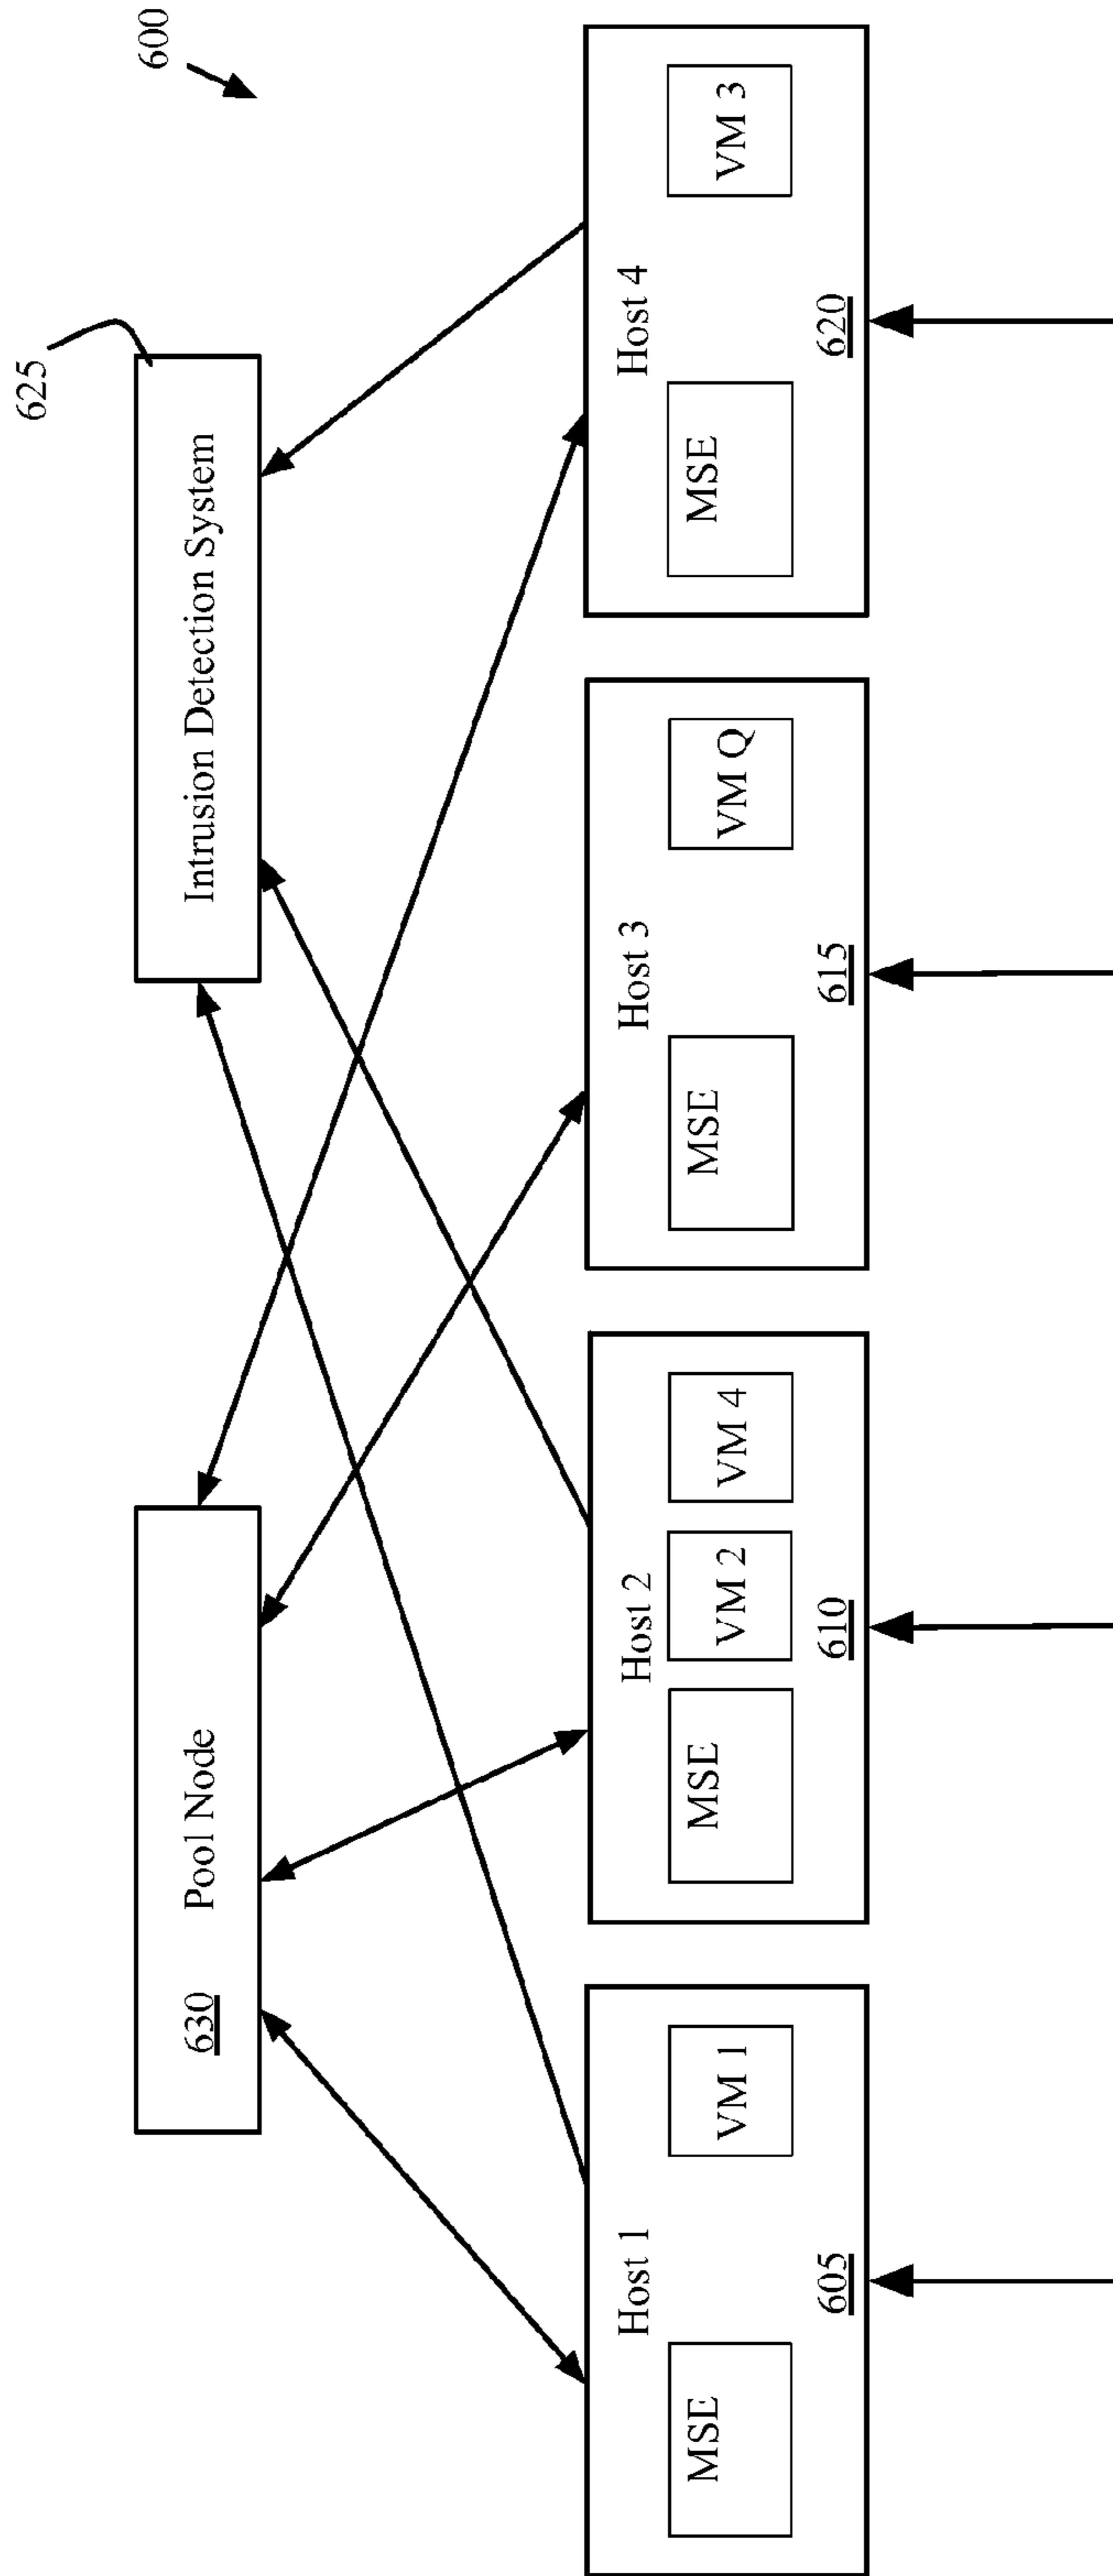 600
625
630 Pool Node
Intrusion Detection System
Host 1
MSE
VM 1
605
Host 2
MSE
VM 2
VM 4
610
Host 3
MSE
VM Q
615
Host 4
MSE
VM 3
620